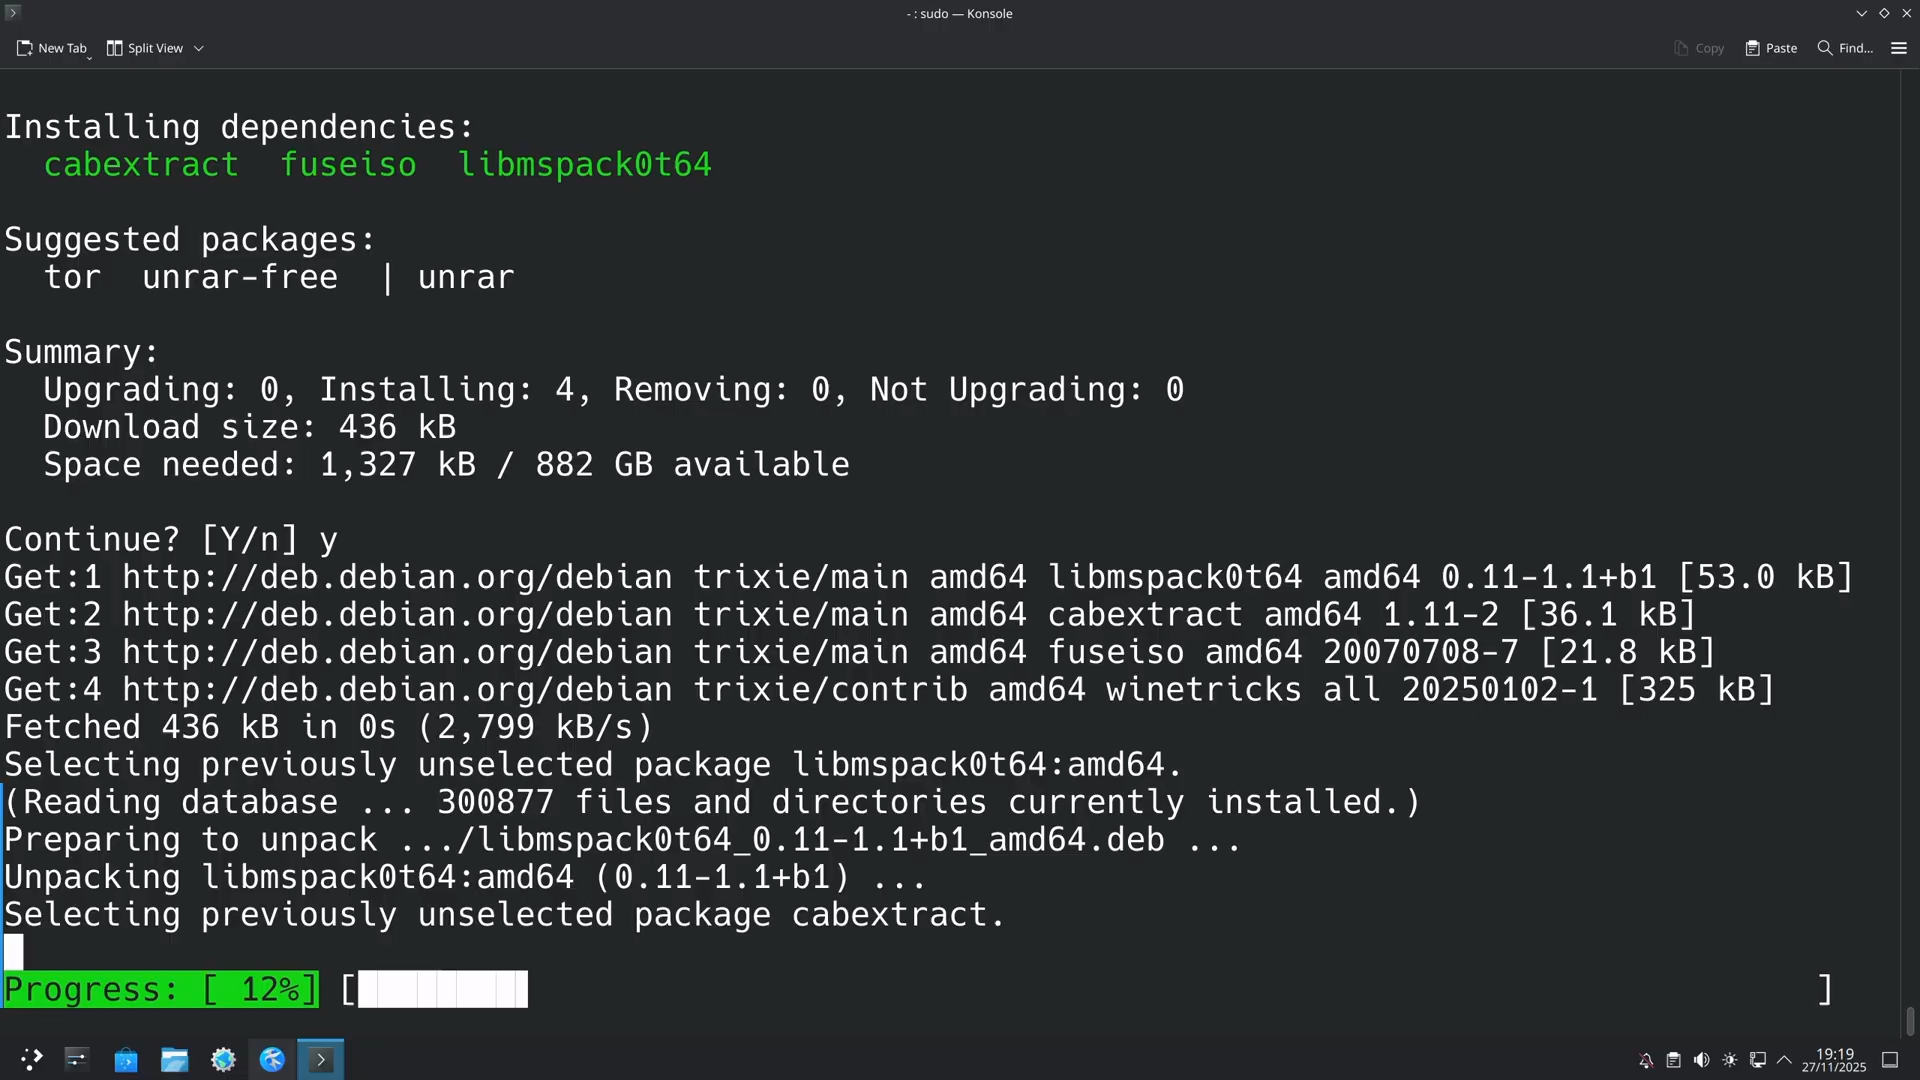 - : sudo — Konsole
New Tab
Split View
Copy
Paste
Find...
Installing dependencies:
cabextract fuseiso libmspack0t64
Suggested packages:
tor unrar-free | unrar
Summary:
Upgrading: 0, Installing: 4, Removing: 0, Not Upgrading: 0
Download size: 436 kB
Space needed: 1,327 kB / 882 GB available
Continue? [Y/n] y
Get:1 http://deb.debian.org/debian trixie/main amd64 libmspack0t64 amd64 0.11-1.1+b1 [53.0 kB]
Get:2 http://deb.debian.org/debian trixie/main amd64 cabextract amd64 1.11-2 [36.1 kB]
Get:3 http://deb.debian.org/debian trixie/main amd64 fuseiso amd64 20070708-7 [21.8 kB]
Get:4 http://deb.debian.org/debian trixie/contrib amd64 winetricks all 20250102-1 [325 kB]
Fetched 436 kB in 0s (2,799 kB/s)
Selecting previously unselected package libmspack0t64:amd64.
(Reading database ... 300877 files and directories currently installed.)
Preparing to unpack .../libmspack0t64_0.11-1.1+b1_amd64.deb ...
Unpacking libmspack0t64:amd64 (0.11-1.1+b1) ...
Selecting previously unselected package cabextract.
Progress: [ 12%] [ ]
19:19
27/11/2025